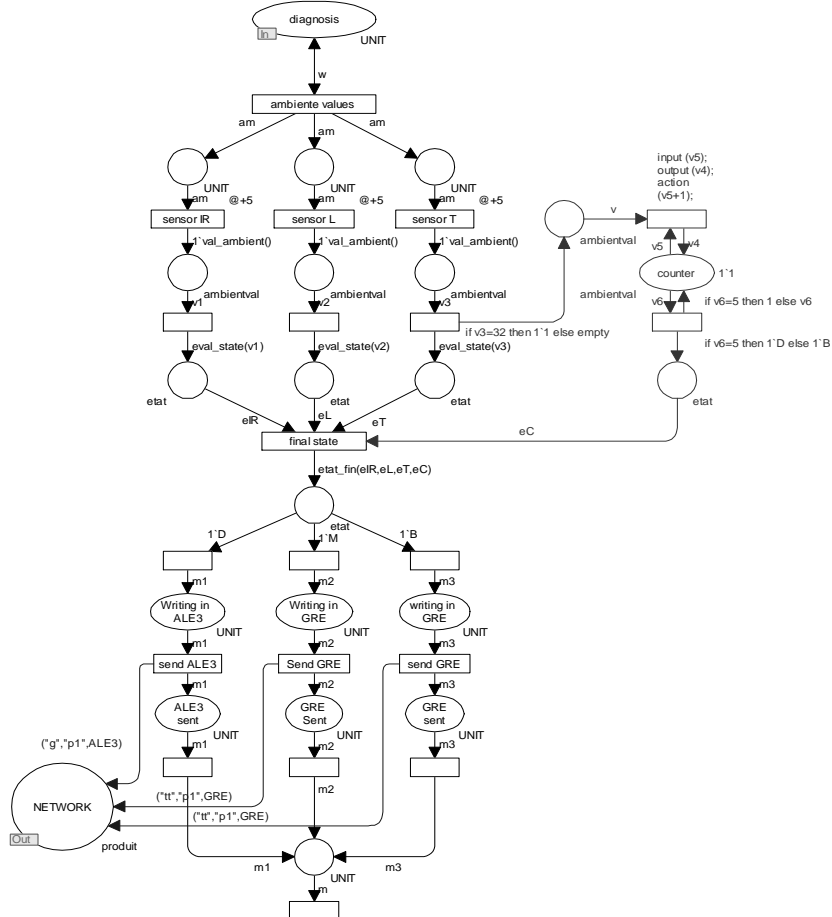 diagnosis
In
UNIT
w
ambiente values
am
am
am
UNIT
UNIT
UNIT
am
@+5
am
@+5
am
@+5
sensor IR
sensor L
sensor T
1`val_ambient()
1`val_ambient()
1`val_ambient()
ambientval
ambientval
ambientval
v1
v2
v3
if v3=32 then 1`1 else empty
eval_state(v1)
eval_state(v2)
eval_state(v3)
etat
etat
etat
input (v5);
output (v4);
action
(v5+1);
v
ambientval
v5
v4
counter
1`1
ambientval
v6
if v6=5 then 1 else v6
if v6=5 then 1`D else 1`B
etat
eIR
eL
eT
eC
final state
etat_fin(eIR,eL,eT,eC)
etat
1`D
1`M
1`B
m1
m2
m3
Writing in
ALE3
Writing in
GRE
writing in
GRE
UNIT
UNIT
UNIT
m1
m2
m3
send ALE3
Send GRE
send GRE
m1
m2
m3
ALE3
sent
GRE
Sent
GRE
sent
UNIT
UNIT
UNIT
m1
m2
m3
("g","p1",ALE3)
("tt","p1",GRE)
("tt","p1",GRE)
NETWORK
Out
produit
m2
m1
m3
UNIT
m